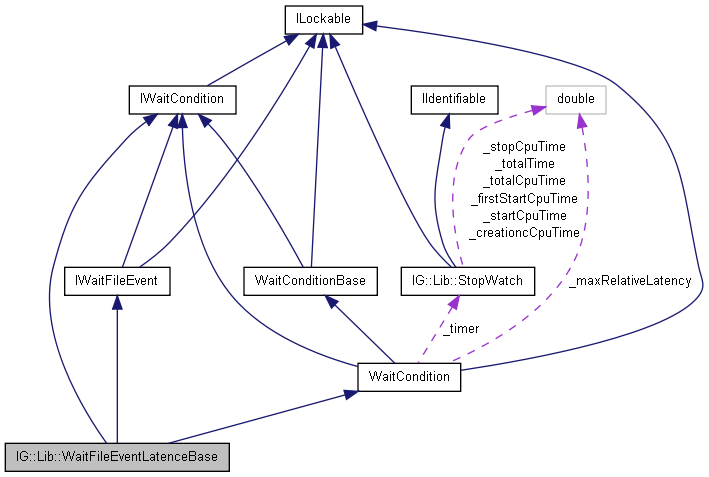 ILockable
IWaitCondition
IIdentifiable
double
_stopCpuTime
_totalTime
_totalCpuTime
_firstStartCpuTime
_startCpuTime
_creationcCpuTime
IWaitFileEvent
WaitConditionBase
IG::Lib::StopWatch
_maxRelativeLatency
_timer
WaitCondition
IG::Lib::WaitFileEventLatenceBase